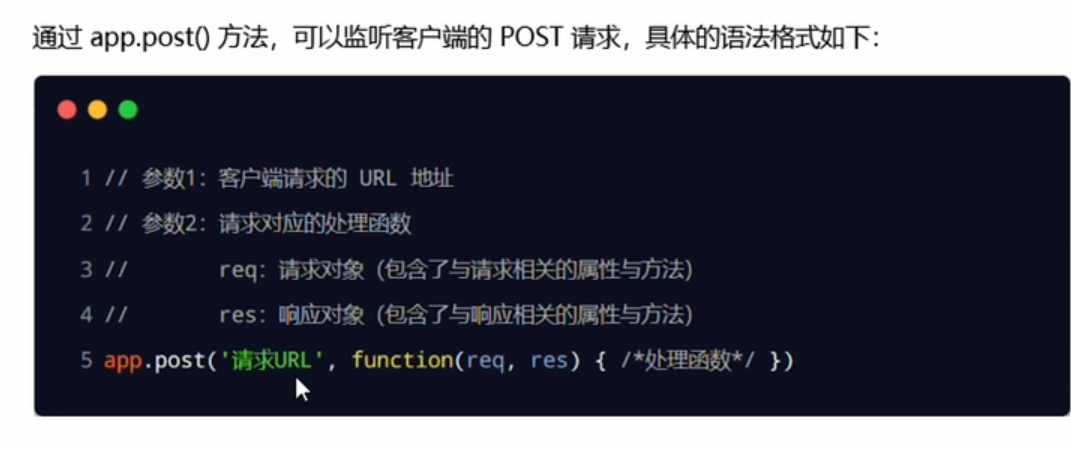 通过 app.post() 方法，可以监听客户端的 POST 请求，具体的语法格式如下：
1 // 参数1：客户端请求的 URL 地址
2 // 参数2：请求对应的处理函数
3 //       req：请求对象（包含了与请求相关的属性与方法）
4 //       res：响应对象（包含了与响应相关的属性与方法）
5 app.post('请求URL', function(req, res) { /*处理函数*/ })